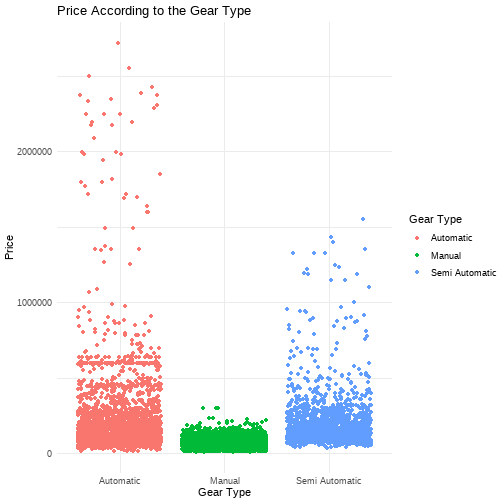 Price According to the Gear Type
2000000
1000000
0
Price
Automatic
Manual
Semi Automatic
Gear Type
Gear Type
Automatic
Manual
Semi Automatic